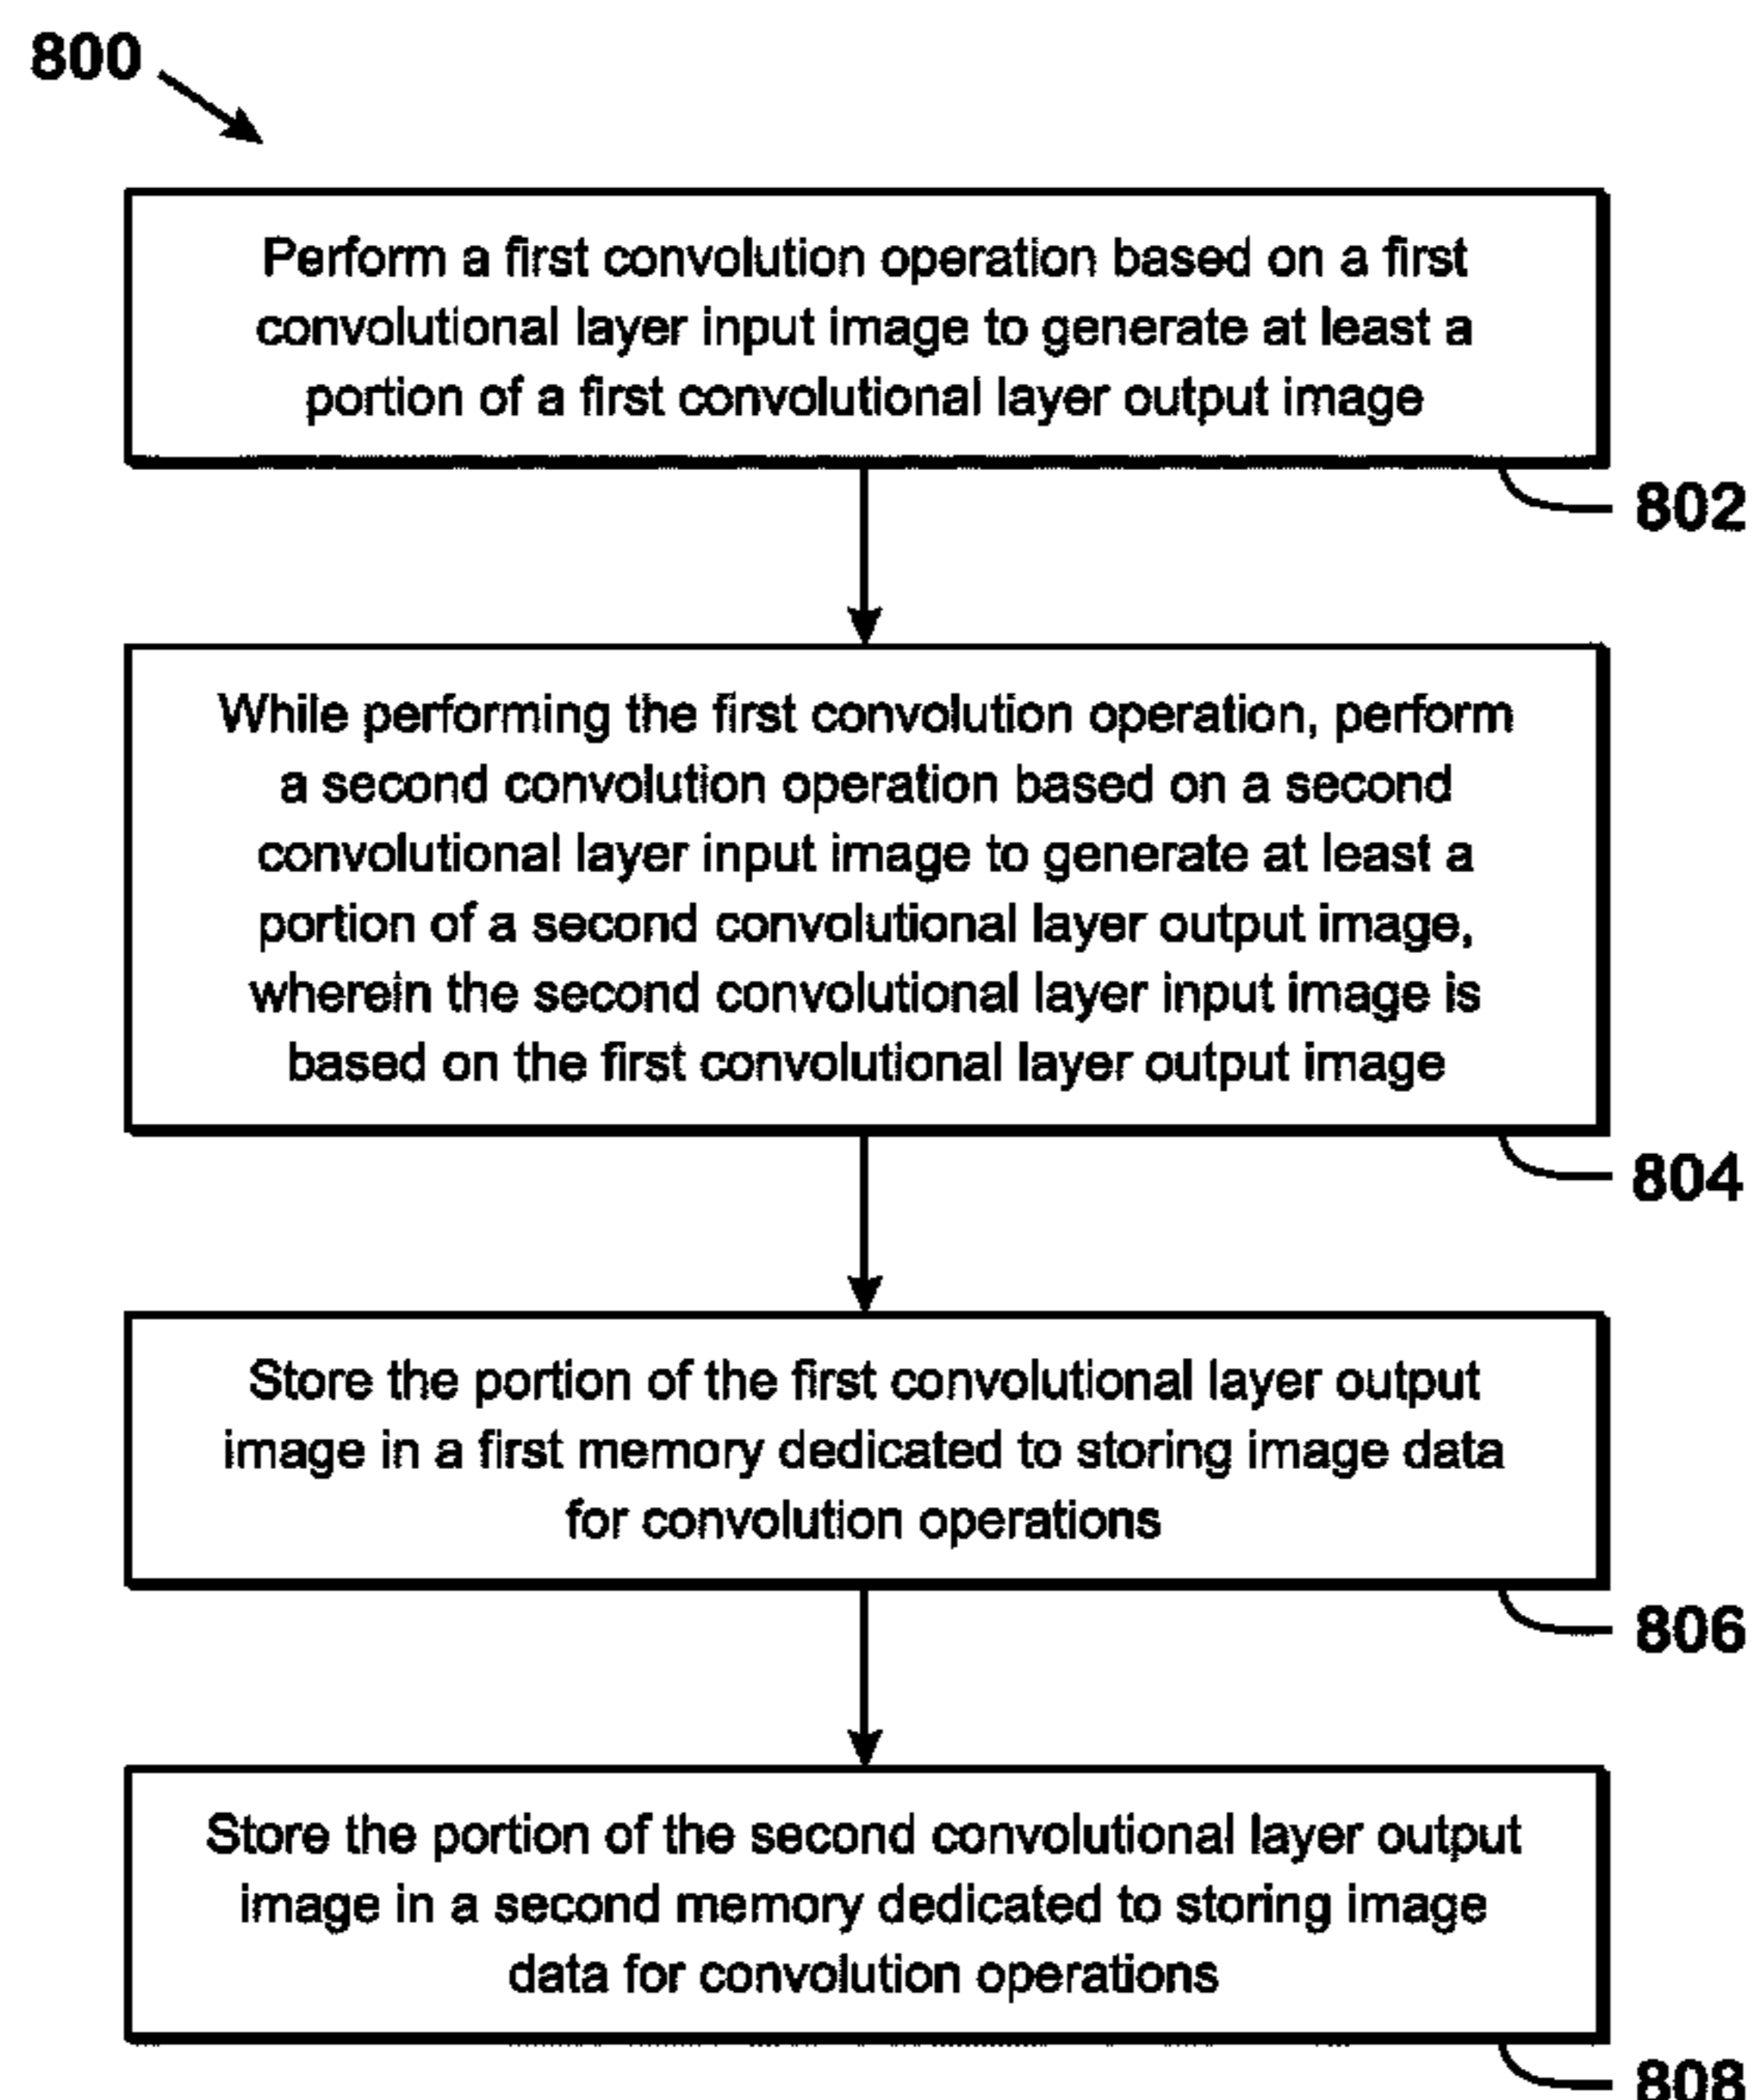 800
Perform a first convolution operation based on a first
convolutional layer input image to generate at least a
portion of a first convolutional layer output image
802
While performing the first convolution operation, perform
a second convolution operation based on a second
convolutional layer input image to generate at least a
portion of a second convolutional layer output image,
wherein the second convolutional layer input image is
based on the first convolutional layer output image
804
Store the portion of the first convolutional layer output
image in a first memory dedicated to storing image data
for convolution operations
806
Store the portion of the second convolutional layer output
image in a second memory dedicated to storing image
data for convolution operations
808